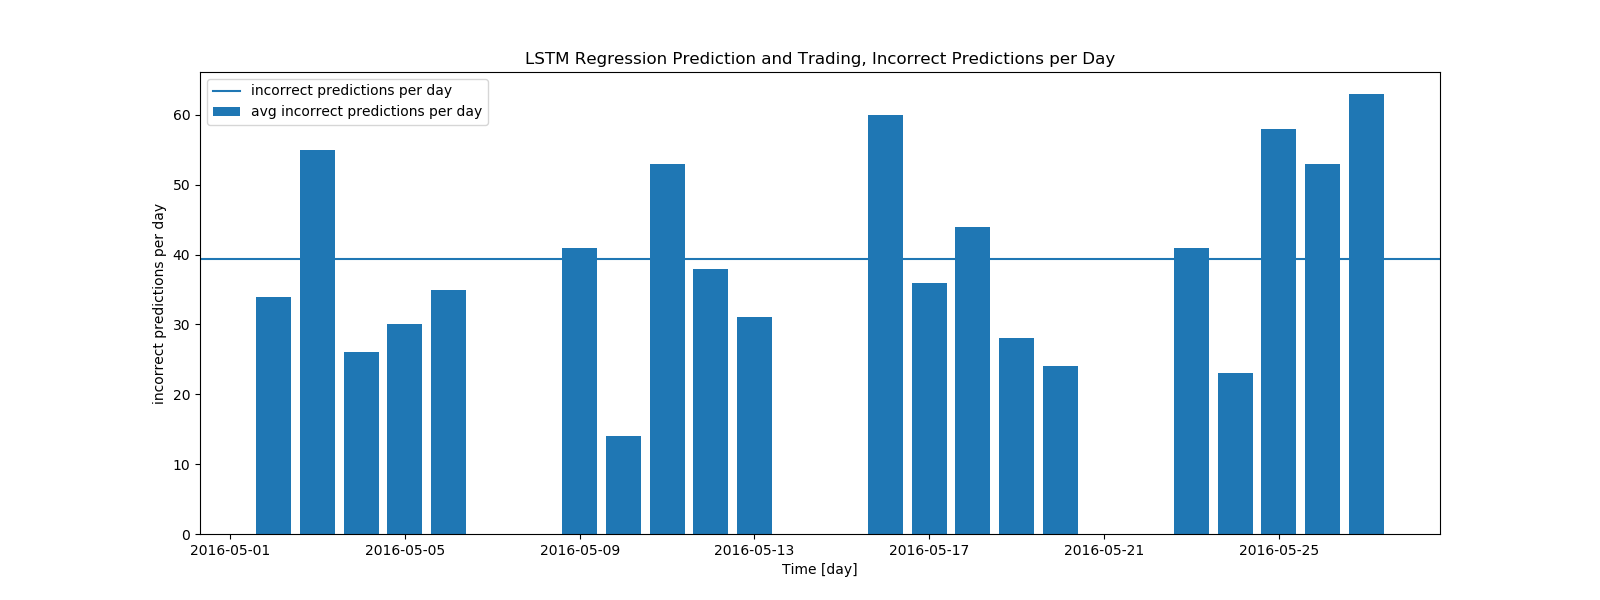 LSTM Regression Prediction and Trading, Incorrect Predictions per Day
incorrect predictions per day
avg incorrect predictions per day
incorrect predictions per day
60
50
40
30
20
10
0
2016-05-01 2016-05-05 2016-05-09 2016-05-13 2016-05-17 2016-05-21 2016-05-25
Time [day]